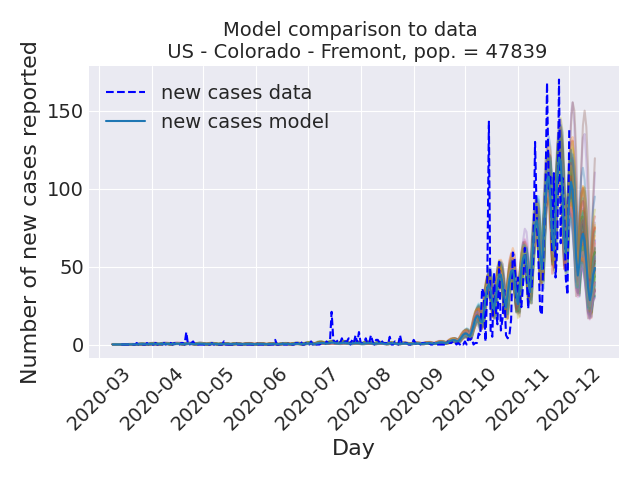 Model comparison to data
US - Colorado - Fremont, pop. = 47839
Number of new cases reported
new cases data
new cases model
150
100
50
0
2020-03
2020-04
2020-05
2020-06
2020-07
2020-08
2020-09
2020-10
2020-11
2020-12
Day